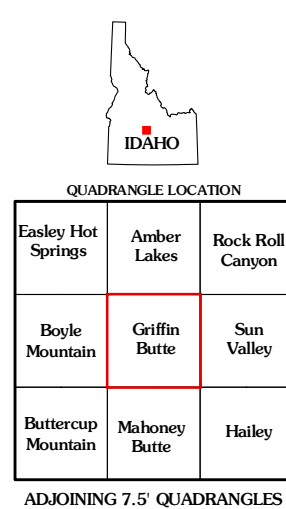 IDAHO
QUADRANGLE LOCATION
Easley Hot
Springs
Amber
Lakes
Rock Roll
Canyon
Boyle
Mountain
Griffin
Butte
Sun
Valley
Buttercup
Mountain
Mahoney
Butte
Hailey
ADJOINING 7.5' QUADRANGLES